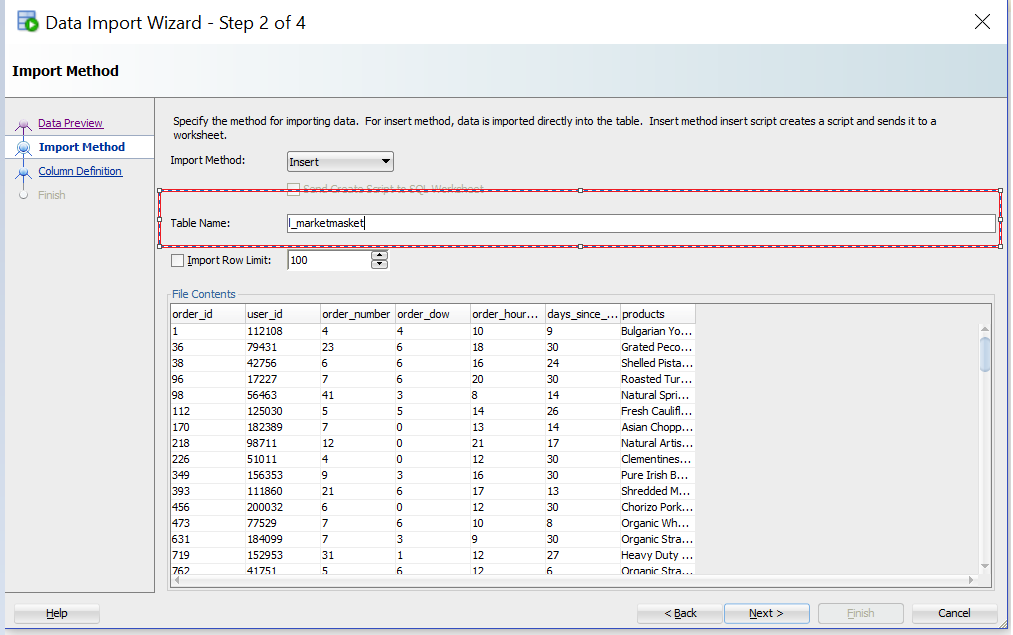 Data Import Wizard - Step 2 of 4
Import Method
Data Preview
Import Method
Column Definition
Finish
Specify the method for importing data. For insert method, data is imported directly into the table. Insert method insert script creates a script and sends it to a
worksheet.
Import Method: Insert
Send Create Script to SQL Worksheet
Table Name: l_marketmasket
Import Row Limit: 100
File Contents
order_id user_id order_number order_dow order_hour... days_since_... products
1 112108 4 4 10 9 Bulgarian Yo...
36 79431 23 6 18 30 Grated Peco...
38 42756 6 6 16 24 Shelled Pista...
96 17227 7 6 20 30 Roasted Tur...
98 56463 41 3 8 14 Natural Spri...
112 125030 5 5 14 26 Fresh Caulifl...
170 182389 7 0 13 14 Asian Chopp...
218 98711 12 0 21 17 Natural Artis...
226 51011 4 0 12 30 Clementines...
349 156353 9 3 16 30 Pure Irish B...
393 111860 21 6 17 13 Shredded M...
456 200032 6 0 12 30 Chorizo Pork...
473 77529 7 6 10 8 Organic Wh...
631 184099 7 3 9 30 Organic Stra...
719 152953 31 1 12 27 Heavy Duty ...
762 41751 5 6 12 6 Organic Stra...
Help < Back Next > Finish Cancel